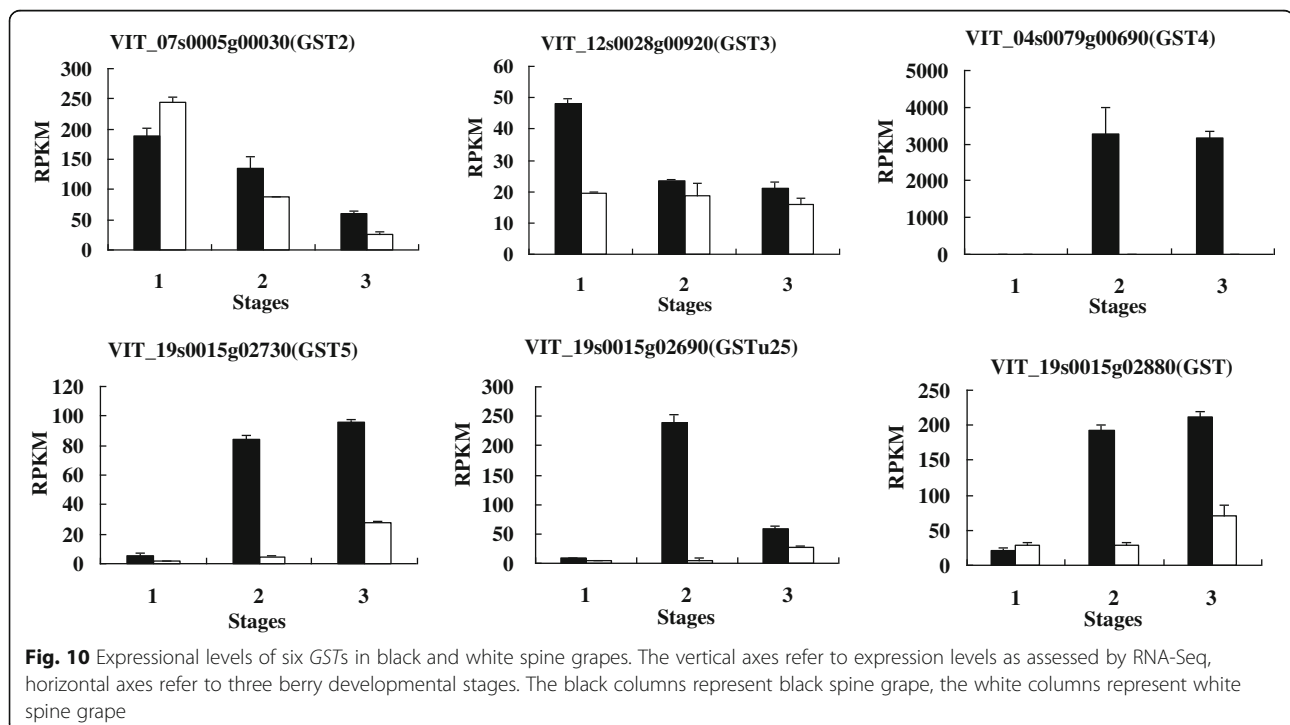 VIT_07s0005g00030(GST2)
VIT_12s0028g00920(GST3)
VIT_04s0079g00690(GST4)
300
250
200
150
100
50
0
RPKM
1 2 3
Stages
60
50
40
30
20
10
0
RPKM
1 2 3
Stages
5000
4000
3000
2000
1000
0
RPKM
1 2 3
Stages
VIT_19s0015g02730(GST5)
VIT_19s0015g02690(GSTu25)
VIT_19s0015g02880(GST)
120
100
80
60
40
20
0
RPKM
1 2 3
Stages
300
250
200
150
100
50
0
RPKM
1 2 3
Stages
250
200
150
100
50
0
RPKM
1 2 3
Stages
Fig. 10 Expressional levels of six GSTs in black and white spine grapes. The vertical axes refer to expression levels as assessed by RNA-Seq,
horizontal axes refer to three berry developmental stages. The black columns represent black spine grape, the white columns represent white
spine grape